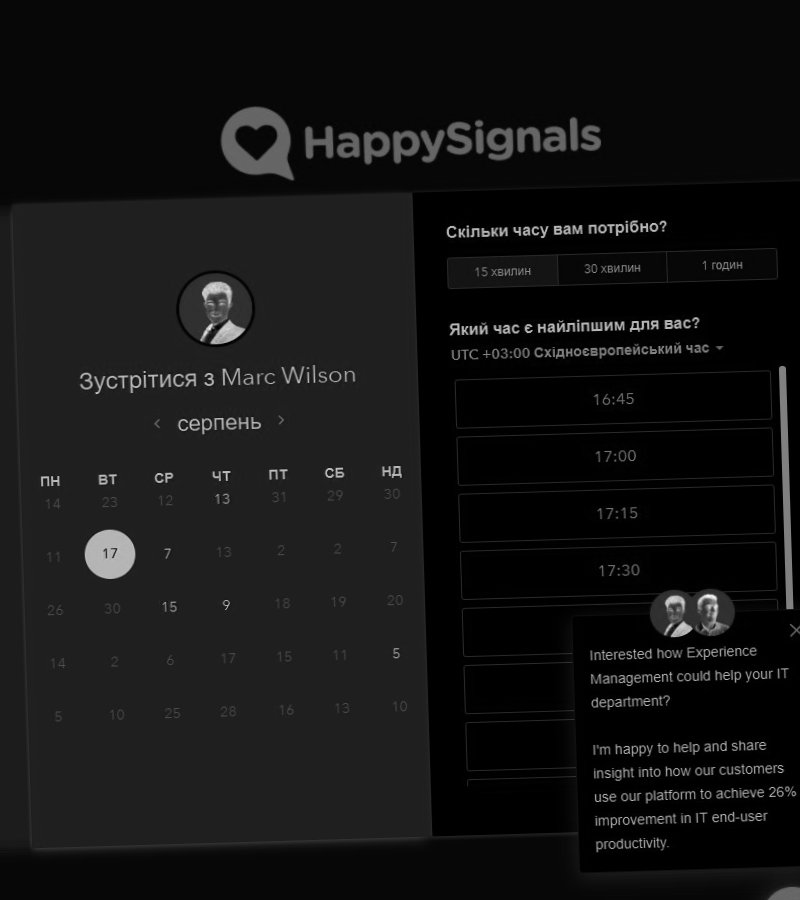 HappySignals
Зустрітися з Marc Wilson
серпень
ПН ВТ СР ЧТ ПТ СБ НД
14 23 12 13 31 29 30
11 17 7 13 2 2 7
26 30 15 9 18 19 20
14 2 6 17 15 11 5
5 10 25 28 16 13 10
Скільки часу вам потрібно?
15 хвилин 30 хвилин 1 годин
Який час є найліпшим для вас?
UTC +03:00 Східноєвропейський час
16:45
17:00
17:15
17:30
Interested how Experience
Management could help your IT
department?
I'm happy to help and share
insight into how our customers
use our platform to achieve 26%
improvement in IT end-user
productivity.